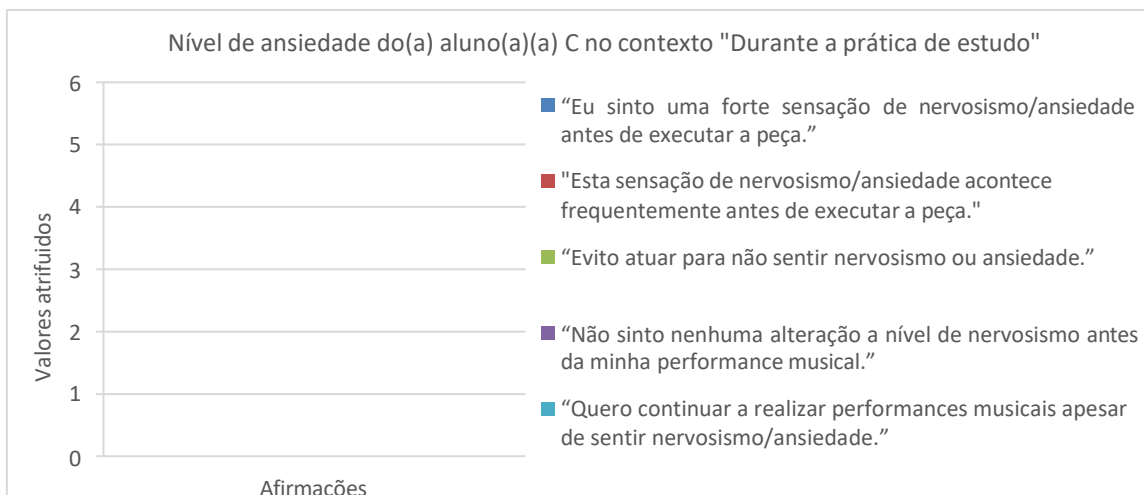 Nível de ansiedade do(a) aluno(a)(a) C no contexto "Durante a prática de estudo"
6
5
4
3
2
1
0
Valores atrifuidos
Afirmações
“Eu sinto uma forte sensação de nervosismo/ansiedade
antes de executar a peça.”
"Esta sensação de nervosismo/ansiedade acontece
frequentemente antes de executar a peça."
“Evito atuar para não sentir nervosismo ou ansiedade.”
“Não sinto nenhuma alteração a nível de nervosismo antes
da minha performance musical.”
“Quero continuar a realizar performances musicais apesar
de sentir nervosismo/ansiedade.”